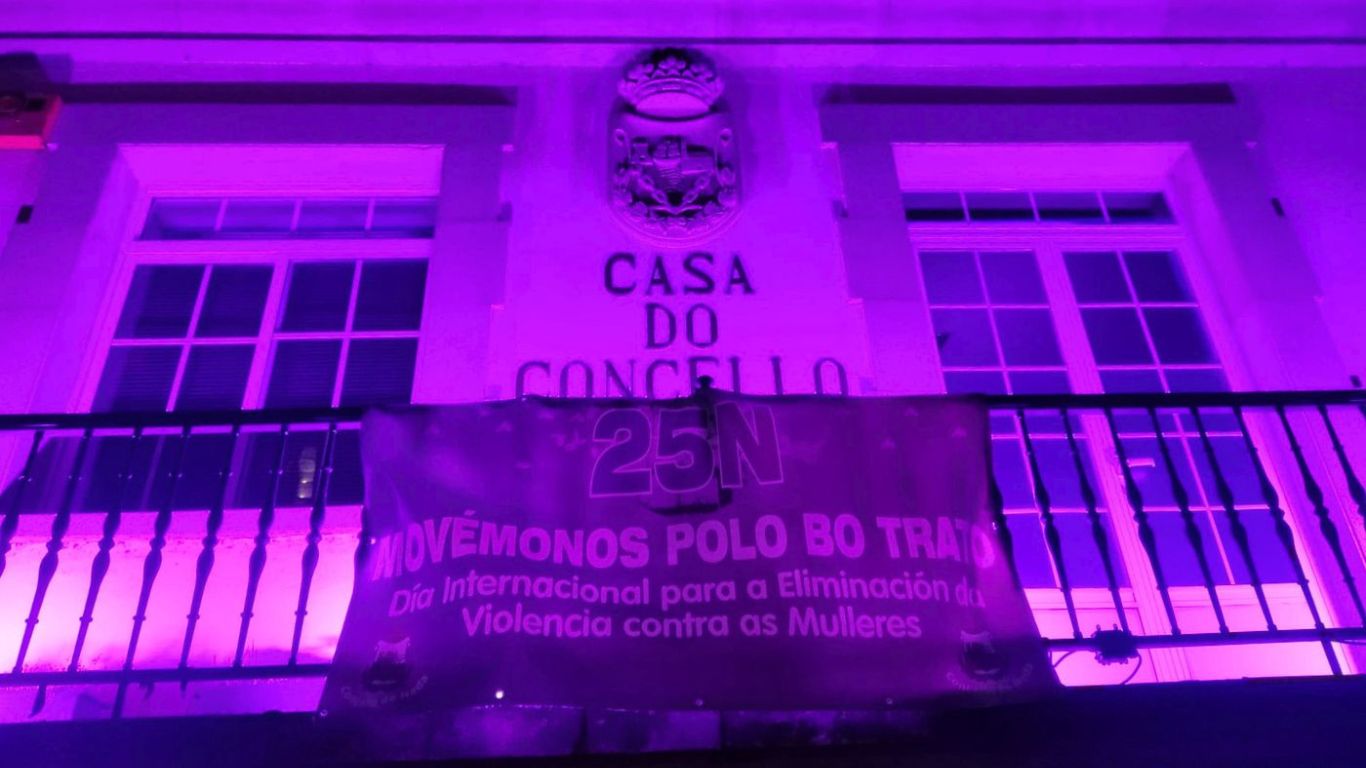 CASA
DO
CONCELLO
25N
MOVÉMONOS POLO BO TRATO
Día Internacional para a Eliminación da
Violencia contra as Mulleres